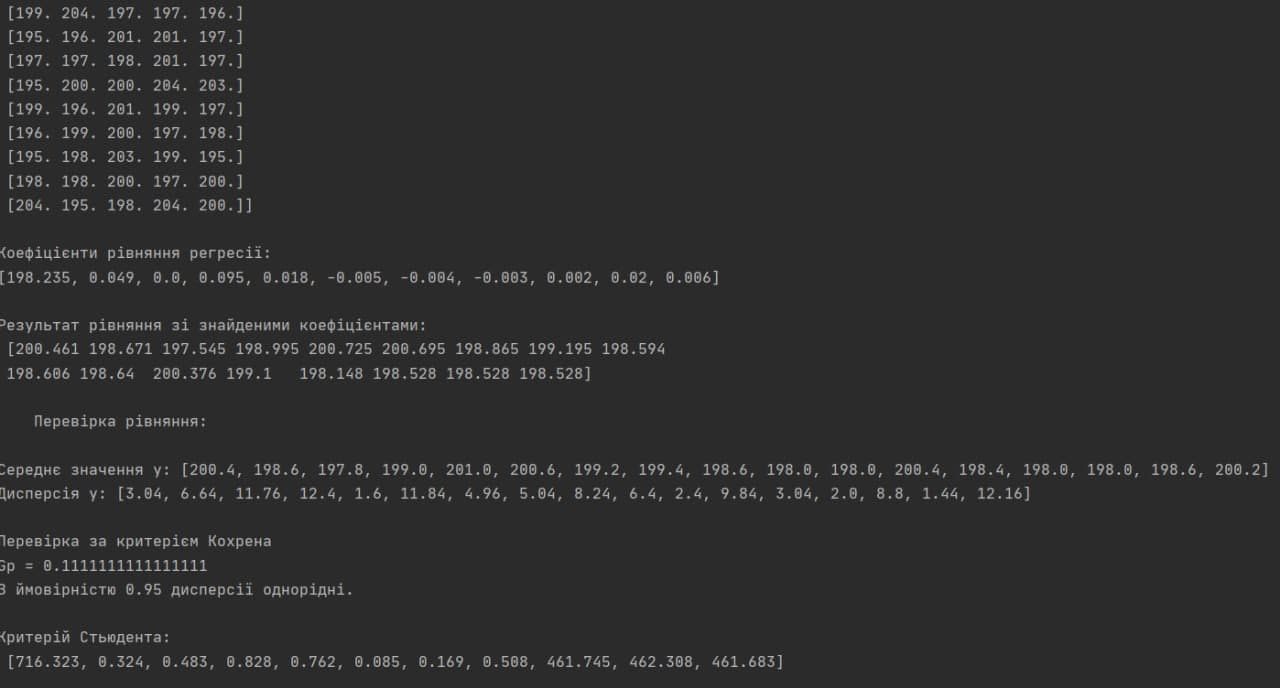 [199. 204. 197. 197. 196.]
[195. 196. 201. 201. 197.]
[197. 197. 198. 201. 197.]
[195. 200. 200. 204. 203.]
[199. 196. 201. 199. 197.]
[196. 199. 200. 197. 198.]
[195. 198. 203. 199. 195.]
[198. 198. 200. 197. 200.]
[204. 195. 198. 204. 200.]]
Коефіцієнти рівняння регресії:
[198.235, 0.049, 0.0, 0.095, 0.018, -0.005, -0.004, -0.003, 0.002, 0.02, 0.006]
Результат рівняння зі знайденими коефіцієнтами:
[200.461 198.671 197.545 198.995 200.725 200.695 198.865 199.195 198.594
198.606 198.64 200.376 199.1 198.148 198.528 198.528 198.528]
Перевірка рівняння:
Середнє значення y: [200.4, 198.6, 197.8, 199.0, 201.0, 200.6, 199.2, 199.4, 198.6, 198.0, 198.0, 200.4, 198.4, 198.0, 198.0, 198.6, 200.2]
Дисперсія y: [3.04, 6.64, 11.76, 12.4, 1.6, 11.84, 4.96, 5.04, 8.24, 6.4, 2.4, 9.84, 3.04, 2.0, 8.8, 1.44, 12.16]
Перевірка за критерієм Кохрена
Gp = 0.1111111111111111
З ймовірністю 0.95 дисперсії однорідні.
Критерій Стьюдента:
[716.323, 0.324, 0.483, 0.828, 0.762, 0.085, 0.169, 0.508, 461.745, 462.308, 461.683]